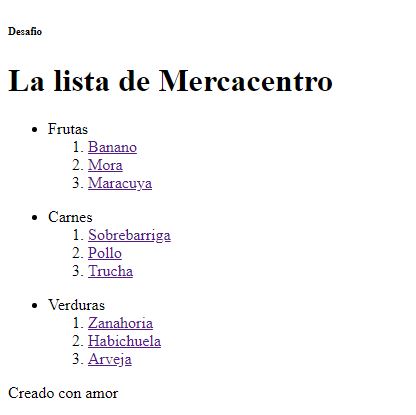 Desafio
La lista de Mercacentro
• Frutas
1. Banano
2. Mora
3. Maracuya
• Carnes
1. Sobrebarriga
2. Pollo
3. Trucha
• Verduras
1. Zanahoria
2. Habichuela
3. Arveja
Creado con amor